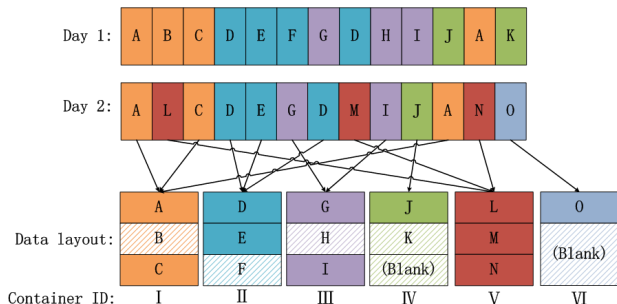 Day 1: A B C D E F G D H I J A K
Day 2: A L C D E G D M I J A N O
A D G J L O
Data layout: B E H K M (Blank)
C F I (Blank) N
Container ID: I II III IV V VI